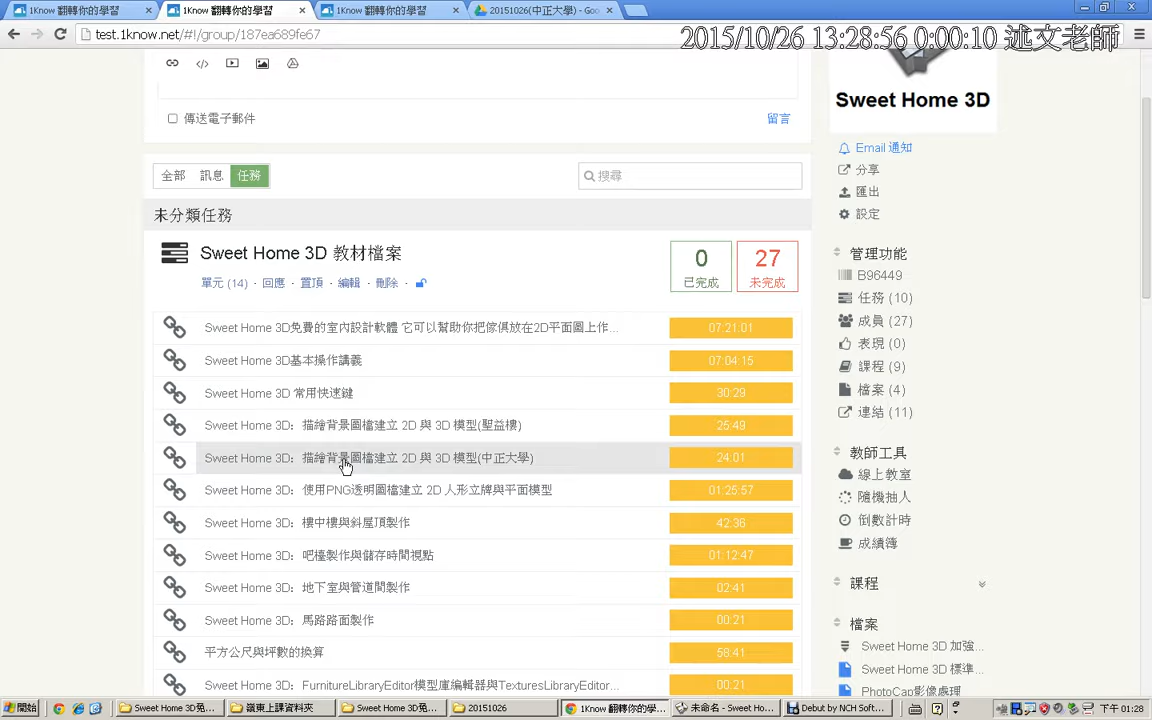 1Know 翻轉你的學習
1Know 翻轉你的學習
1Know 翻轉你的學習
20151026(中正大學) - Goo
test.1know.net/#!/group/187ea689fe67
2015/10/26 13:28:56 0:00:10 述文老師
傳送電子郵件
留言
全部
訊息
任務
搜尋
未分類任務
Sweet Home 3D 教材檔案
單元 (14) · 回應 · 置頂 · 編輯 · 刪除 ·
0
已完成
27
未完成
Sweet Home 3D免費的室內設計軟體 它可以幫助你把傢俱放在2D平面圖上作...
07:21:01
Sweet Home 3D基本操作講義
07:04:15
Sweet Home 3D 常用快速鍵
30:29
Sweet Home 3D：描繪背景圖檔建立 2D 與 3D 模型(聖益樓)
25:49
Sweet Home 3D：描繪背景圖檔建立 2D 與 3D 模型(中正大學)
24:01
Sweet Home 3D：使用PNG透明圖檔建立 2D 人形立牌與平面模型
01:25:57
Sweet Home 3D：樓中樓與斜屋頂製作
42:36
Sweet Home 3D：吧檯製作與儲存時間視點
01:12:47
Sweet Home 3D：地下室與管道間製作
02:41
Sweet Home 3D：馬路路面製作
00:21
平方公尺與坪數的換算
58:41
Sweet Home 3D：FurnitureLibraryEditor模型庫編輯器與TexturesLibraryEditor...
00:21
Sweet Home 3D
Email 通知
分享
匯出
設定
管理功能
B96449
任務 (10)
成員 (27)
表現 (0)
課程 (9)
檔案 (4)
連結 (11)
教師工具
線上教室
隨機抽人
倒數計時
成績簿
課程
檔案
Sweet Home 3D 加強...
Sweet Home 3D 標準...
PhotoCap影像處理
開始
Sweet Home 3D免...
嶺東上課資料夾
Sweet Home 3D免...
20151026
1Know 翻轉你的學...
未命名 - Sweet Ho...
Debut by NCH Softw...
下午 01:28